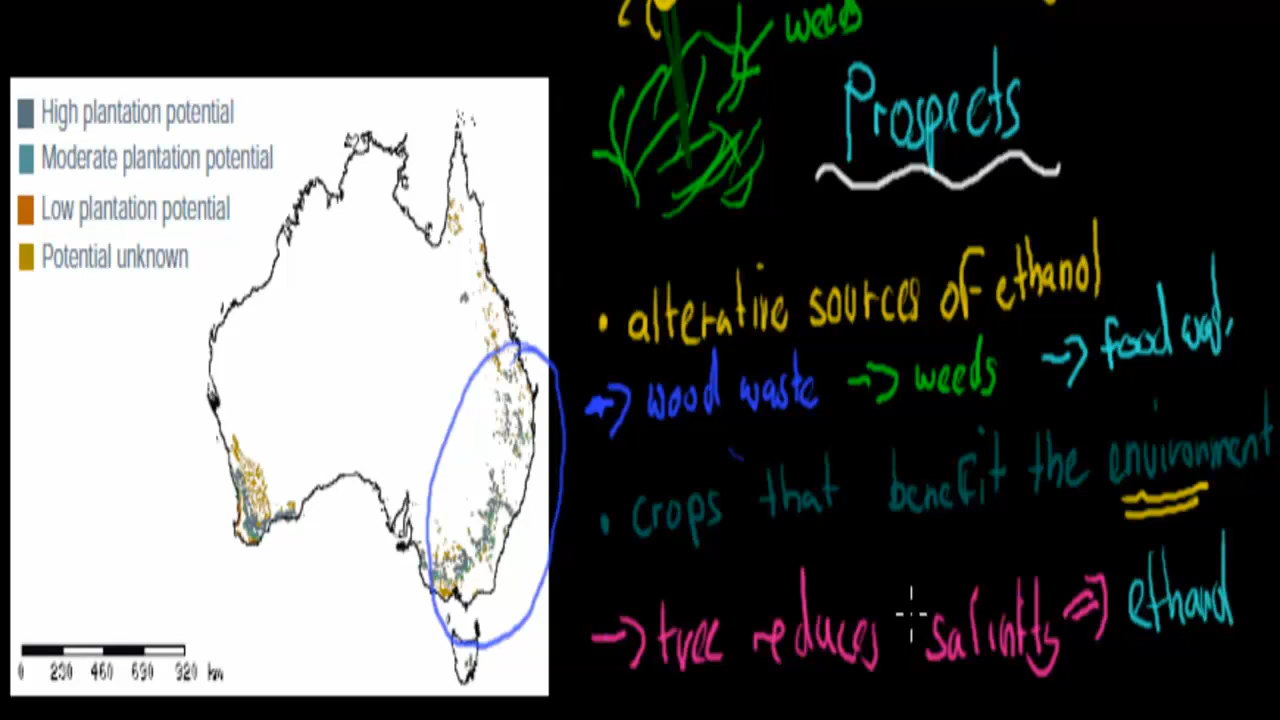 weeds
Prospects
High plantation potential
Moderate plantation potential
Low plantation potential
Potential unknown
• alterative sources of ethanol
→ wood waste → weeds → food
• crops that benefit the environment
→ tree reduces salinity ⇒ ethanol
0 230 460 690 920 km